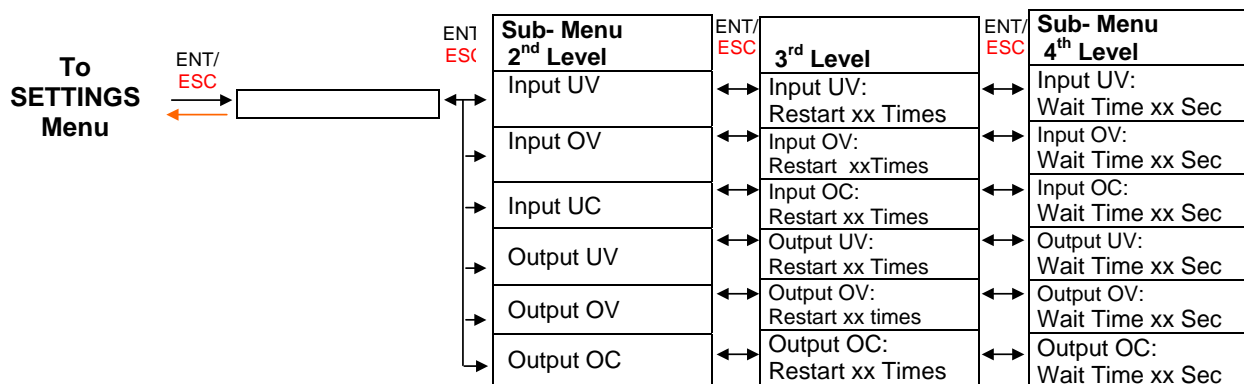 To
SETTINGS
Menu
ENT/
ESC
ENT
ESC
Sub- Menu
2nd Level
Input UV
Input OV
Input UC
Output UV
Output OV
Output OC
ENT/
ESC
3rd Level
Input UV:
Restart xx Times
Input OV:
Restart xxTimes
Input OC:
Restart xx Times
Output UV:
Restart xx Times
Output OV:
Restart xx times
Output OC:
Restart xx Times
ENT/
ESC
Sub- Menu
4th Level
Input UV:
Wait Time xx Sec
Input OV:
Wait Time xx Sec
Input OC:
Wait Time xx Sec
Output UV:
Wait Time xx Sec
Output OV:
Wait Time xx Sec
Output OC:
Wait Time xx Sec